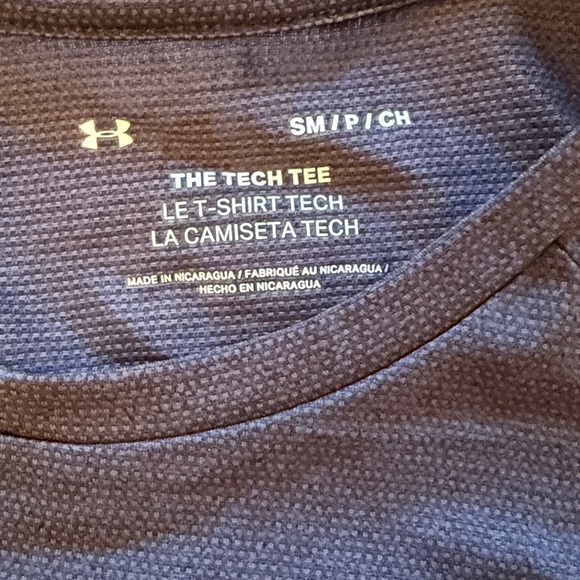 SM / P / CH
THE TECH TEE
LE T-SHIRT TECH
LA CAMISETA TECH
MADE IN NICARAGUA / FABRIQUÉ AU NICARAGUA /
HECHO EN NICARAGUA